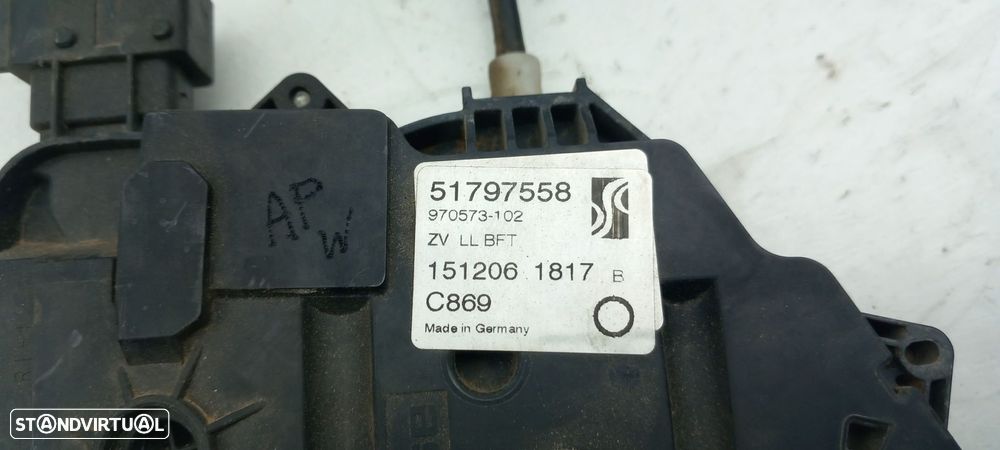 AP
W
51797558
970573-102
ZV LL BFT
151206 1817 B
C869
Made in Germany
STANDVIRTUAL